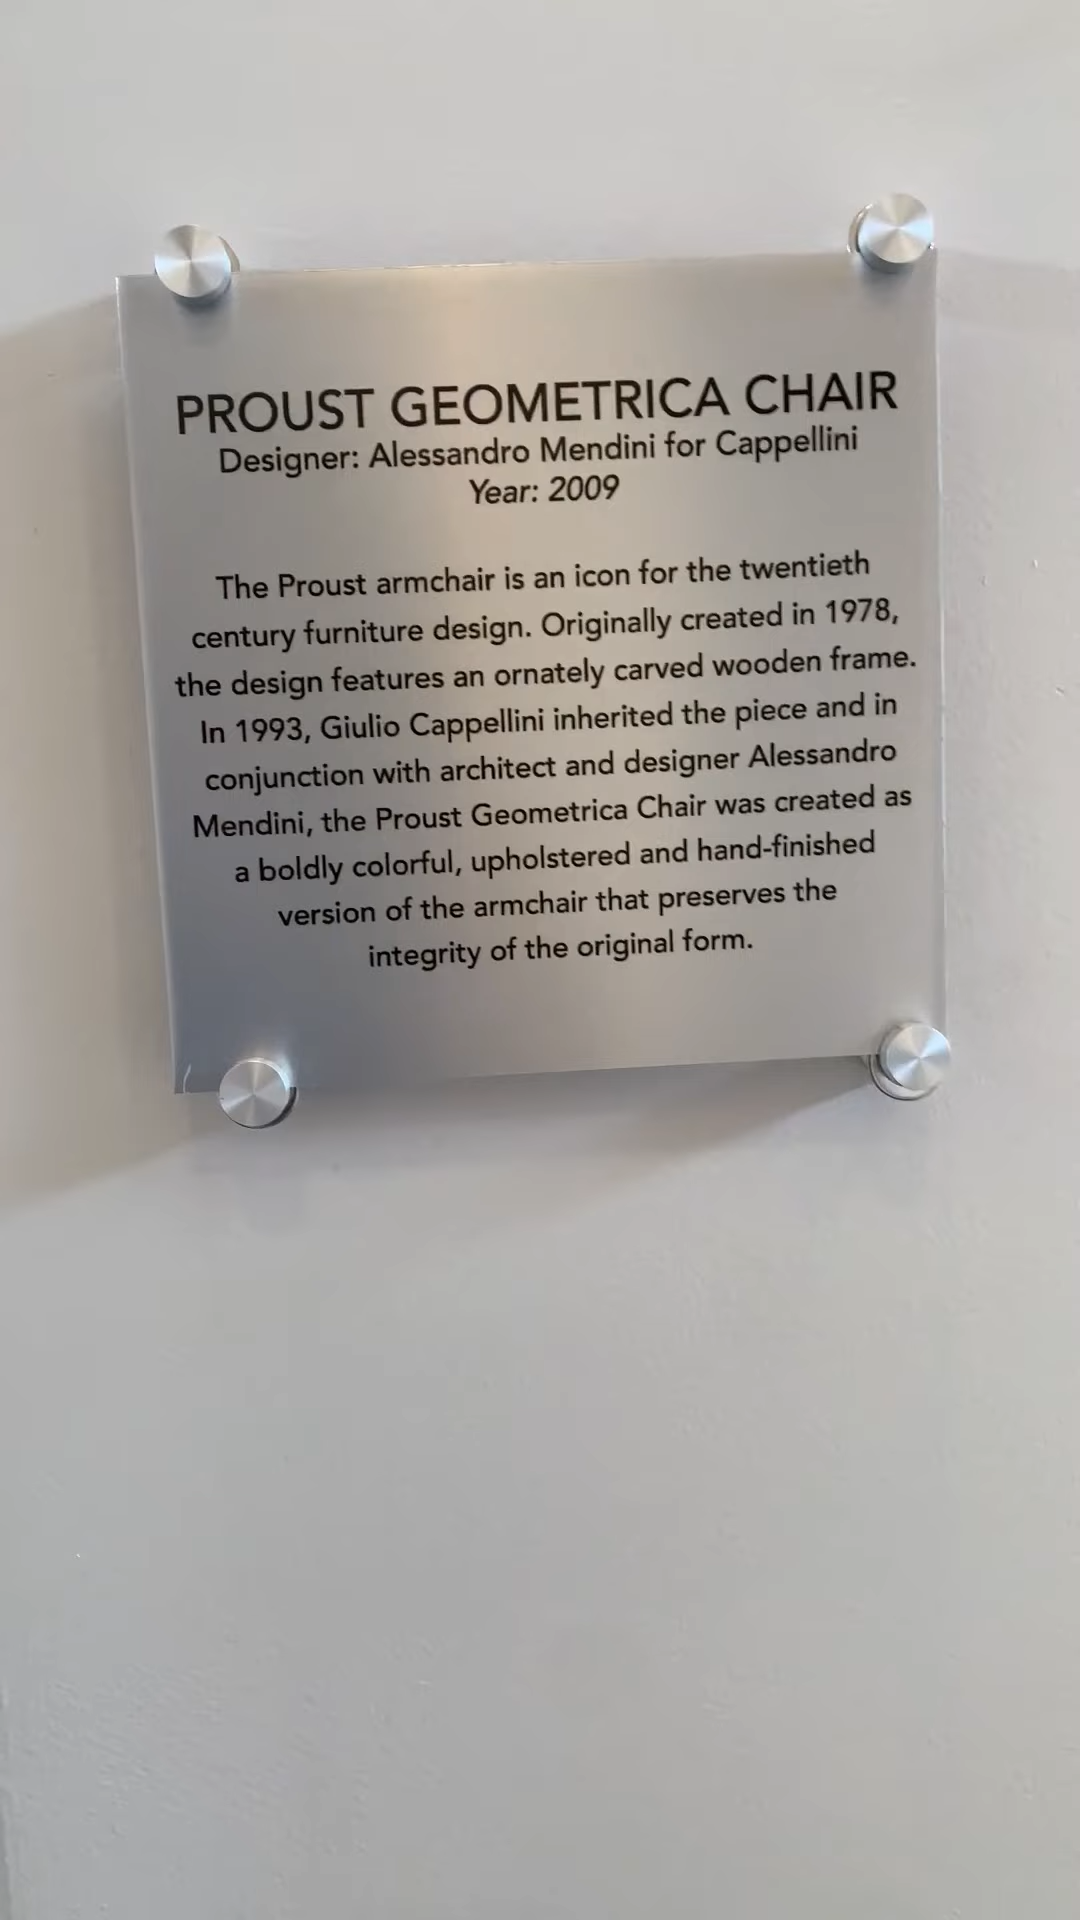 PROUST GEOMETRICA CHAIR
Designer: Alessandro Mendini for Cappellini
Year: 2009
The Proust armchair is an icon for the twentieth
century furniture design. Originally created in 1978,
the design features an ornately carved wooden frame.
In 1993, Giulio Cappellini inherited the piece and in
conjunction with architect and designer Alessandro
Mendini, the Proust Geometrica Chair was created as
a boldly colorful, upholstered and hand-finished
version of the armchair that preserves the
integrity of the original form.